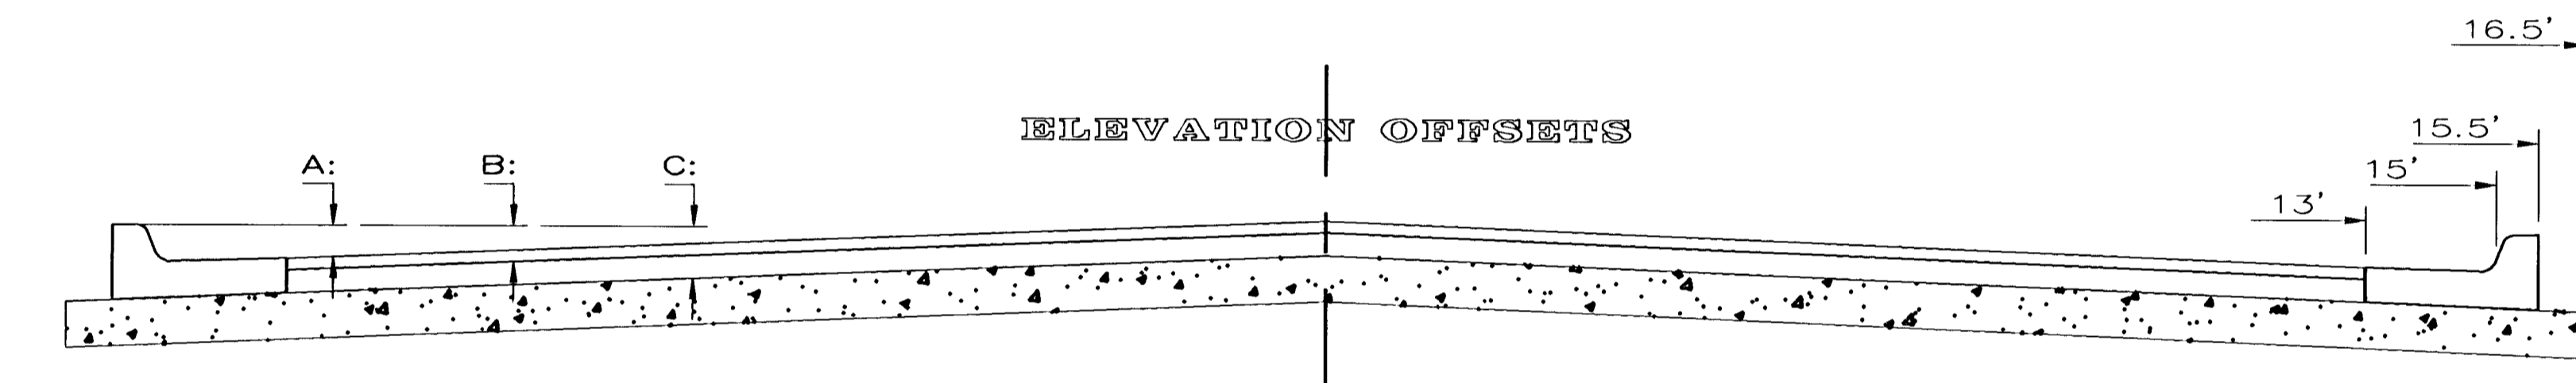 16.5'
ELEVATION OFFSETS
15.5'
A: B: C:
15'
13'